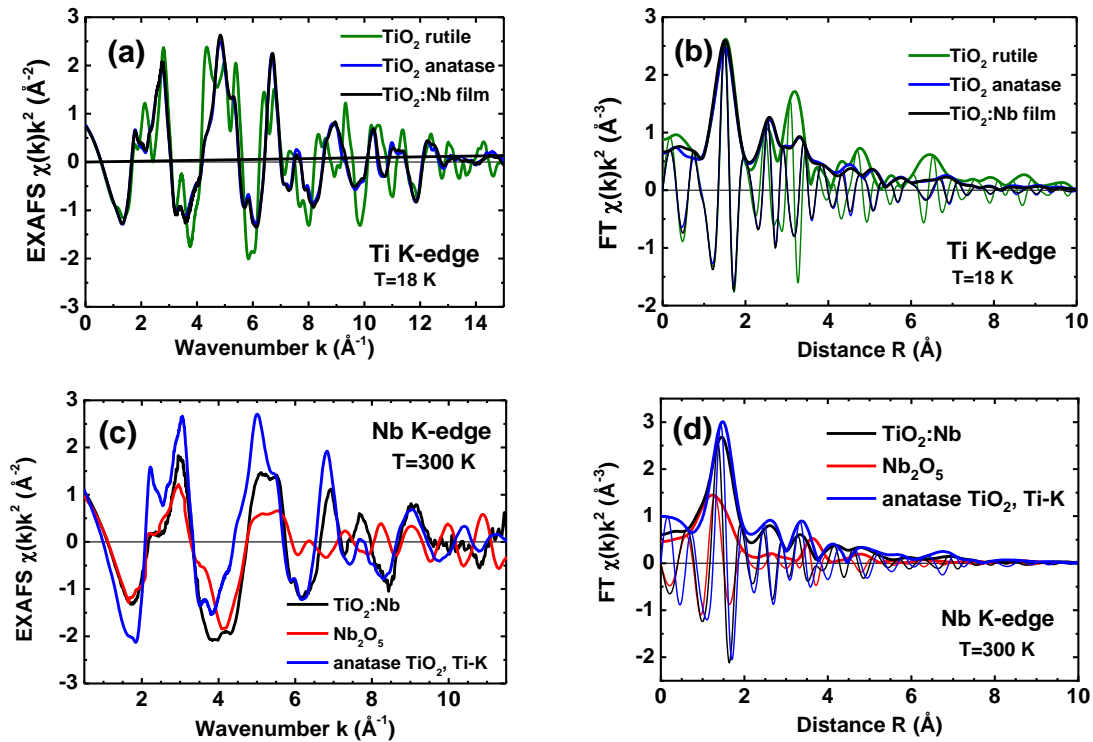 (a)
TiO2 rutile
TiO2 anatase
TiO2:Nb film
Ti K-edge
T=18 K
EXAFS χ(k)k² (Å⁻²)
3
2
1
0
-1
-2
-3
0 2 4 6 8 10 12 14
Wavenumber k (Å⁻¹)
(b)
TiO2 rutile
TiO2 anatase
TiO2:Nb film
Ti K-edge
T=18 K
FT χ(k)k² (Å⁻³)
3
2
1
0
-1
-2
0 2 4 6 8 10
Distance R (Å)
(c)
Nb K-edge
T=300 K
TiO2:Nb
Nb2O5
anatase TiO2, Ti-K
EXAFS χ(k)k² (Å⁻²)
3
2
1
0
-1
-2
-3
2 4 6 8 10
Wavenumber k (Å⁻¹)
(d)
TiO2:Nb
Nb2O5
anatase TiO2, Ti-K
Nb K-edge
T=300 K
FT χ(k)k² (Å⁻³)
3
2
1
0
-1
-2
0 2 4 6 8 10
Distance R (Å)